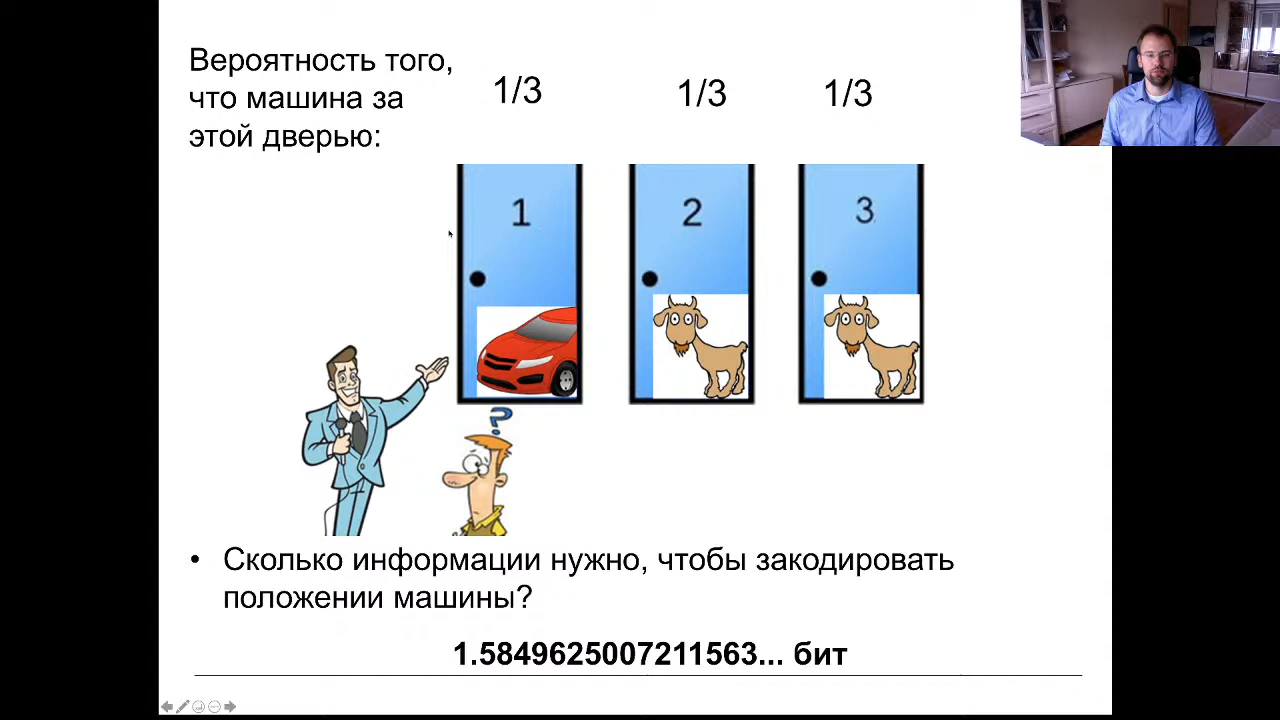 Вероятность того,
что машина за
этой дверью:
1/3 1/3 1/3
1 2 3
?
• Сколько информации нужно, чтобы закодировать
положении машины?
1.5849625007211563... бит